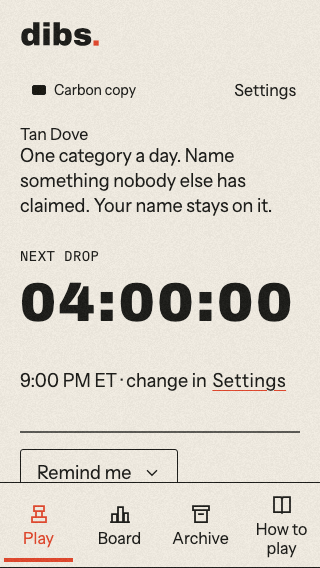 dibs.
Carbon copy
Settings
Tan Dove
One category a day. Name
something nobody else has
claimed. Your name stays on it.
NEXT DROP
04:00:00
9:00 PM ET · change in Settings
Remind me
Play
Board
Archive
How to
play